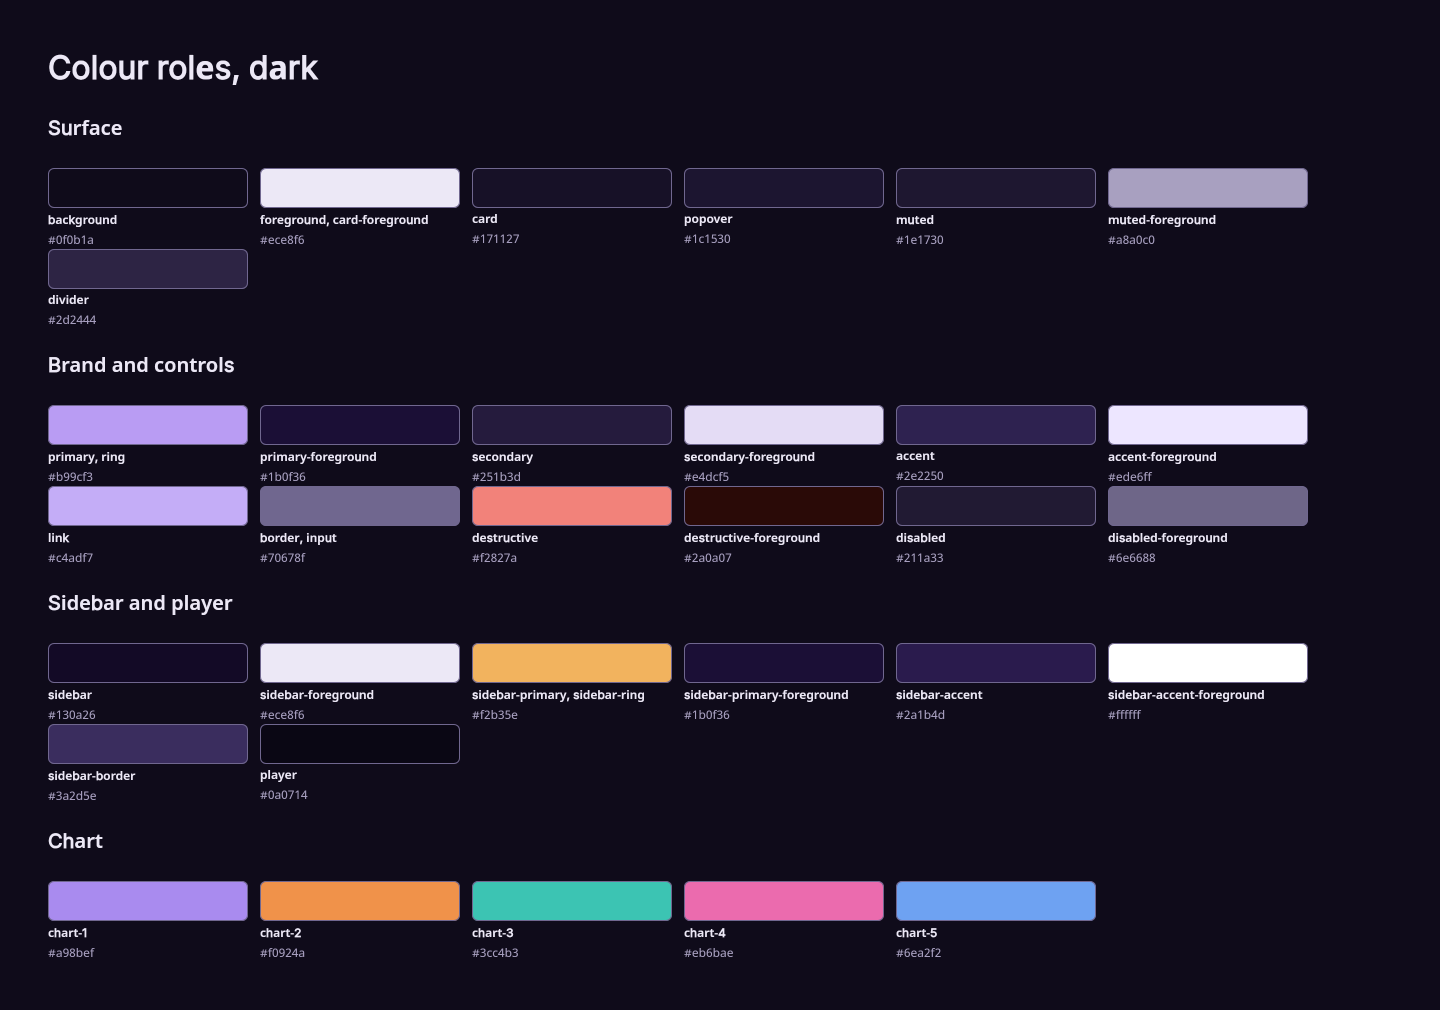 Colour roles, dark
Surface
background
#0f0b1a
foreground, card-foreground
#ece8f6
card
#171127
popover
#1c1530
muted
#1e1730
muted-foreground
#a8a0c0
divider
#2d2444
Brand and controls
primary, ring
#b99cf3
primary-foreground
#1b0f36
secondary
#251b3d
secondary-foreground
#e4dcf5
accent
#2e2250
accent-foreground
#ede6ff
link
#c4adf7
border, input
#70678f
destructive
#f2827a
destructive-foreground
#2a0a07
disabled
#211a33
disabled-foreground
#6e6688
Sidebar and player
sidebar
#130a26
sidebar-foreground
#ece8f6
sidebar-primary, sidebar-ring
#f2b35e
sidebar-primary-foreground
#1b0f36
sidebar-accent
#2a1b4d
sidebar-accent-foreground
#ffffff
sidebar-border
#3a2d5e
player
#0a0714
Chart
chart-1
#a98bef
chart-2
#f0924a
chart-3
#3cc4b3
chart-4
#eb6bae
chart-5
#6ea2f2